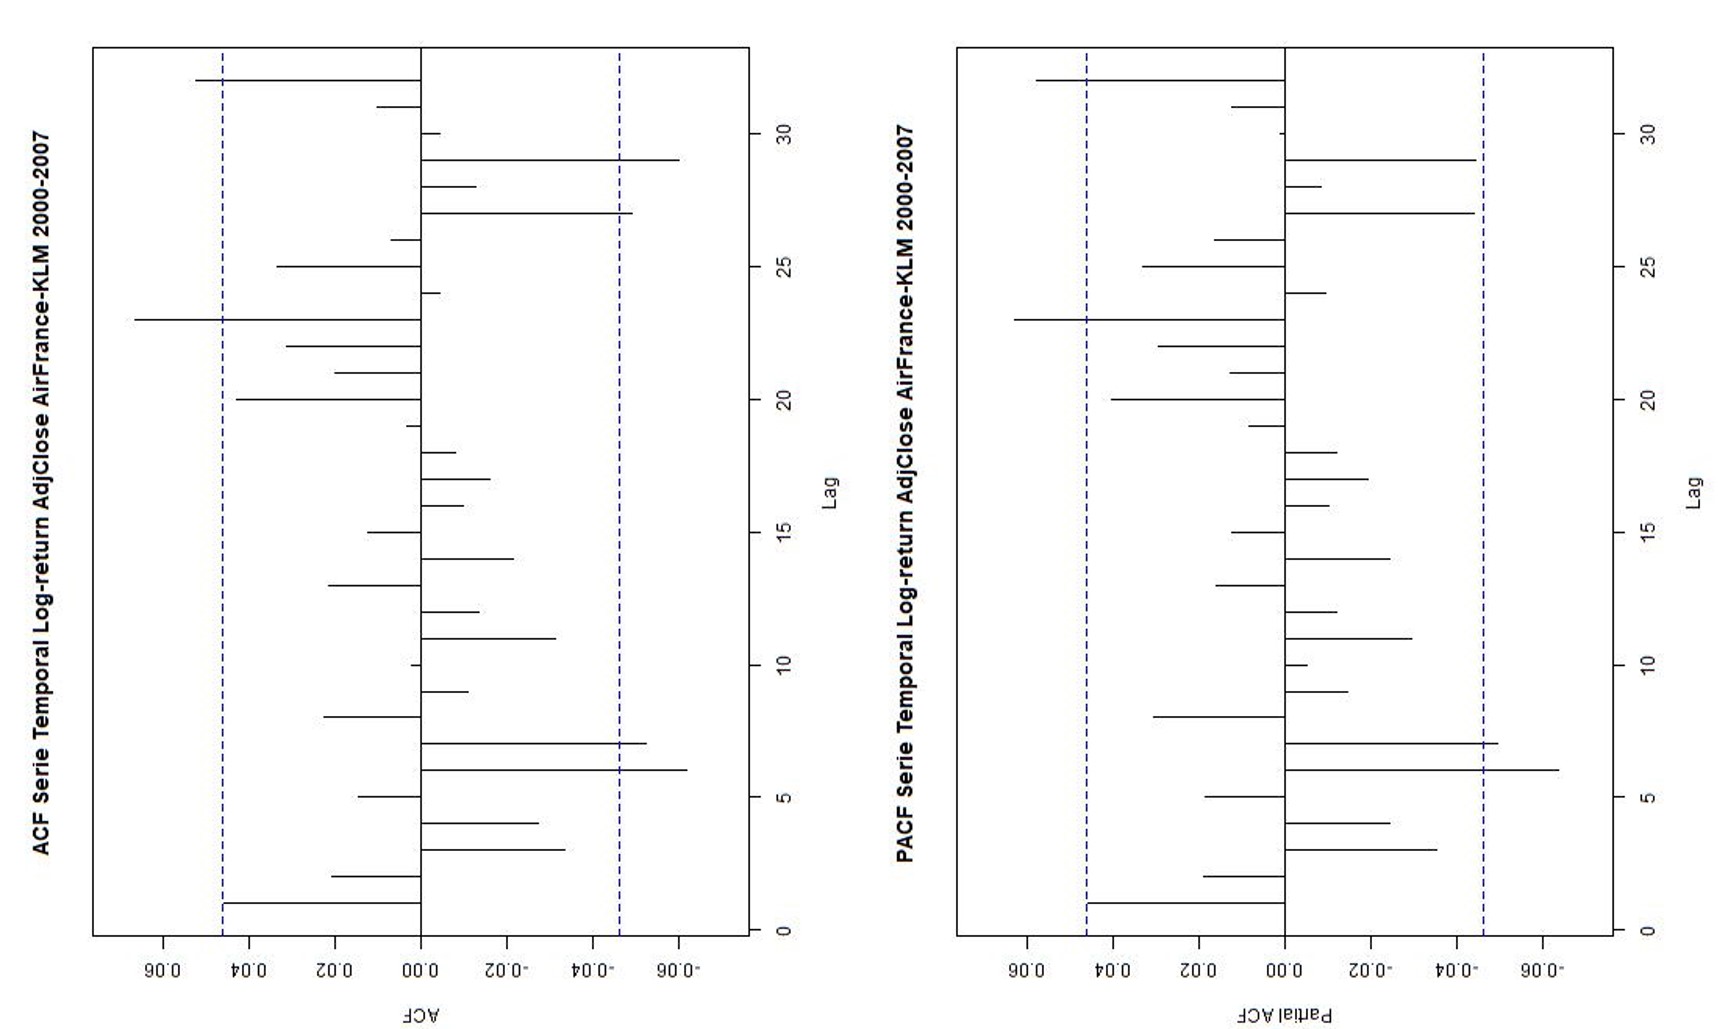 ACF Serie Temporal Log-return AdjClose AirFrance-KLM 2000-2007
0.06
0.04
0.02
0.00
-0.02
-0.04
-0.06
ACF
0 5 10 15 20 25 30
Lag
PACF Serie Temporal Log-return AdjClose AirFrance-KLM 2000-2007
0.06
0.04
0.02
0.00
-0.02
-0.04
-0.06
Partial ACF
0 5 10 15 20 25 30
Lag